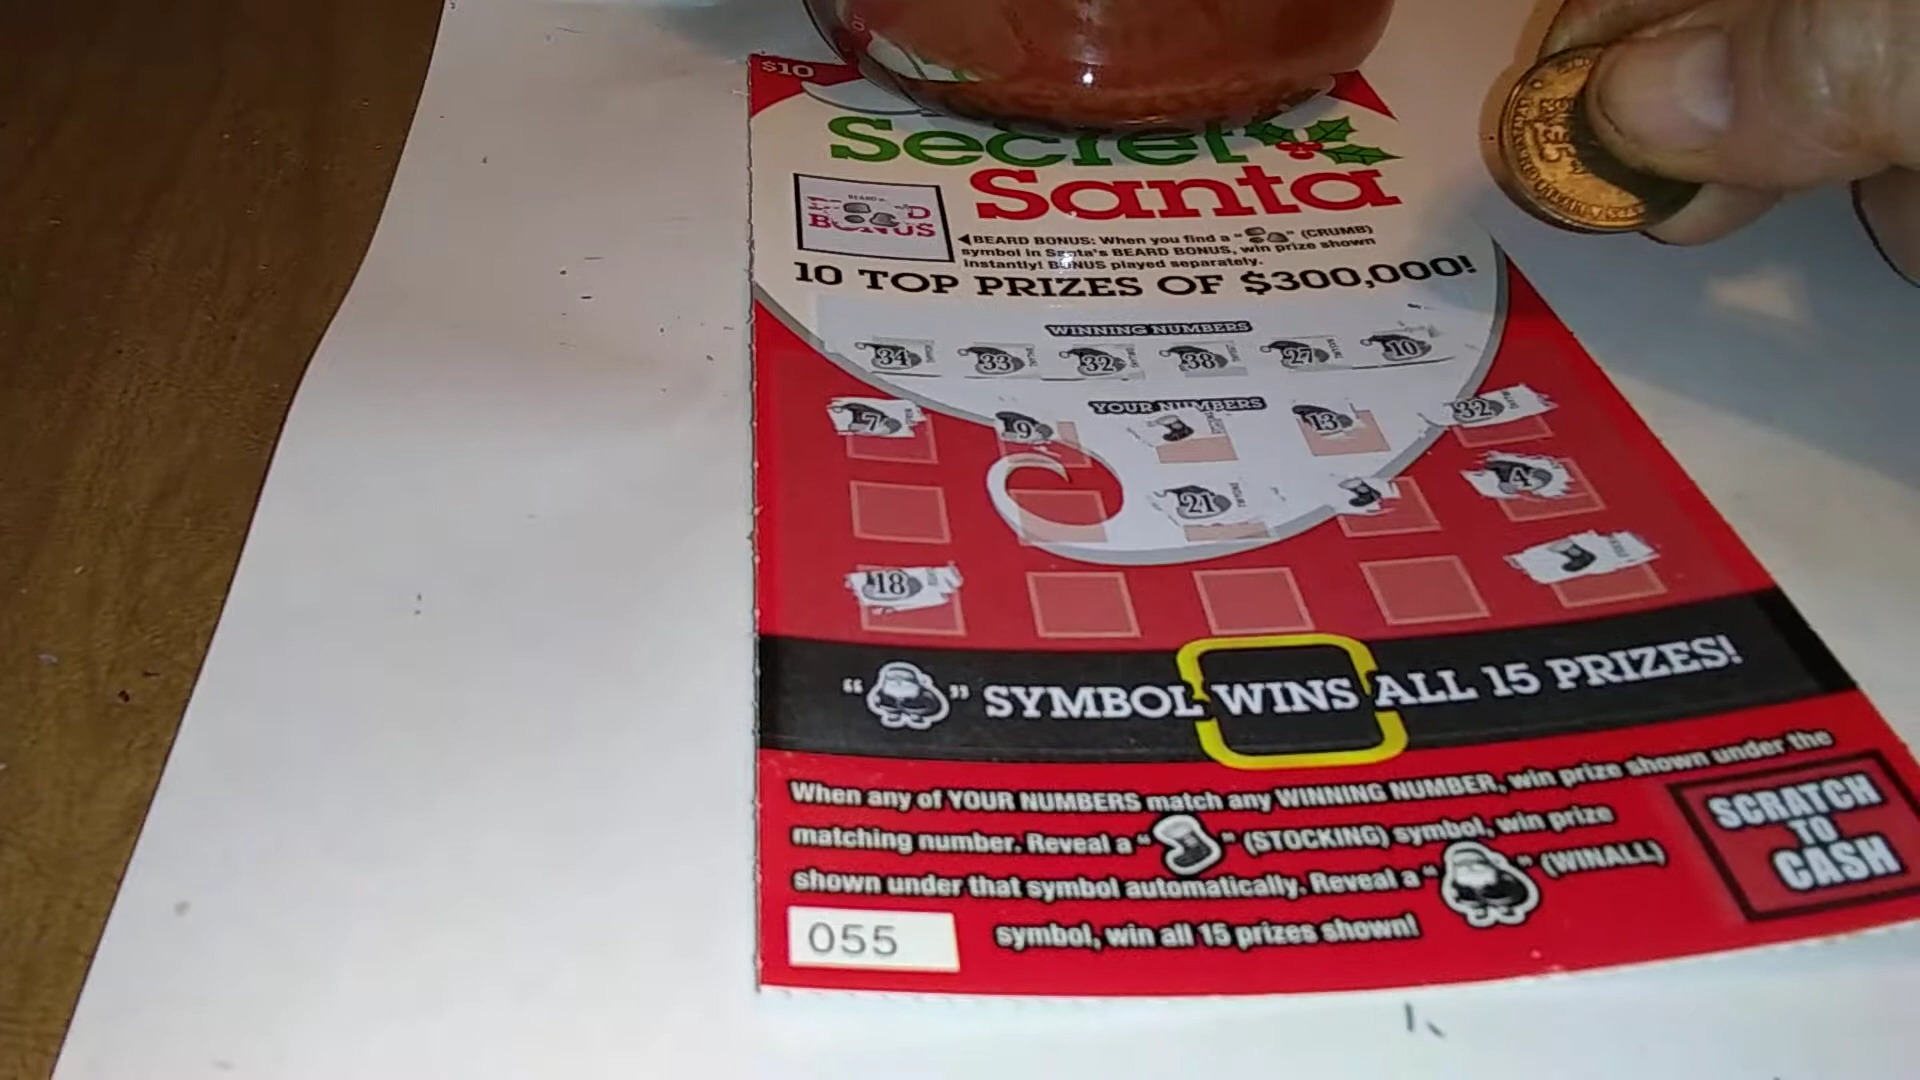 $10
Secret
Santa
BEARD BONUS
BEARD BONUS: When you find a " " (CRUMB)
symbol in Santa's BEARD BONUS, win prize shown
instantly! BONUS played separately.
10 TOP PRIZES OF $300,000!
WINNING NUMBERS
34 33 32 38 27 10
YOUR NUMBERS
7 9 13 32
21 4
18
" " SYMBOL WINS ALL 15 PRIZES!
When any of YOUR NUMBERS match any WINNING NUMBER, win prize shown under the
matching number. Reveal a " " (STOCKING) symbol, win prize
shown under that symbol automatically. Reveal a " " (WINALL)
symbol, win all 15 prizes shown!
055
SCRATCH
TO
CASH